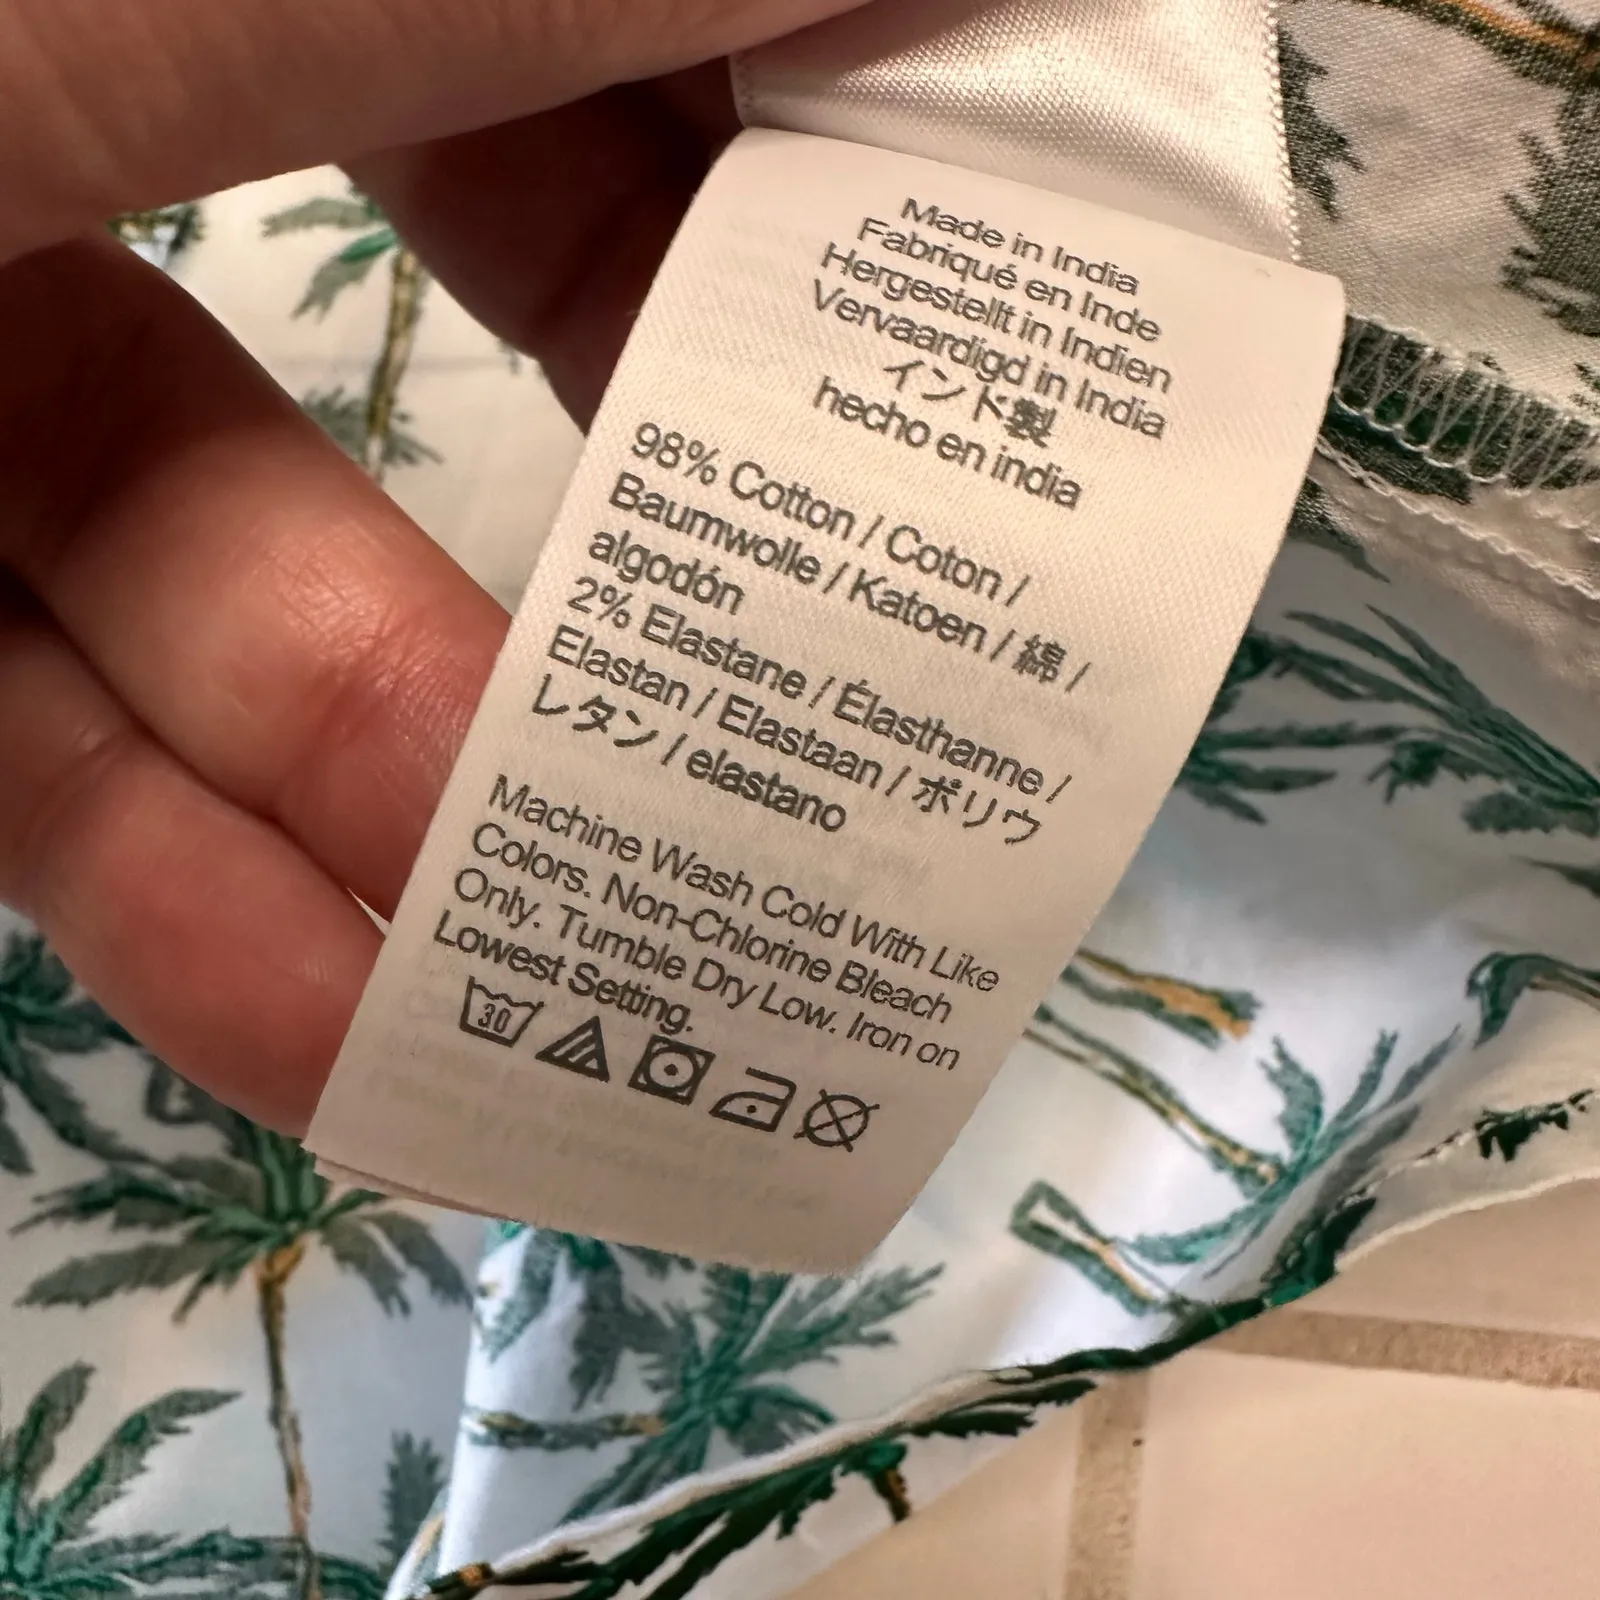 Made in India
Fabriqué en Inde
Hergestellt in Indien
Vervaardigd in India
インド製
hecho en india
98% Cotton / Coton /
Baumwolle / Katoen / 綿 /
algodón
2% Elastane / Élasthanne /
Elastan / Elastaan / ポリウ
レタン / elastano
Machine Wash Cold With Like
Colors. Non-Chlorine Bleach
Only. Tumble Dry Low. Iron on
Lowest Setting.
30